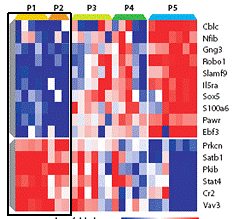 P1 P2 P3 P4 P5
Cblc
Nfib
Gng3
Robo1
Slamf9
Il5ra
Sox5
S100a6
Pawr
Ebf3
Prkcn
Satb1
Pkib
Stat4
Cr2
Vav3